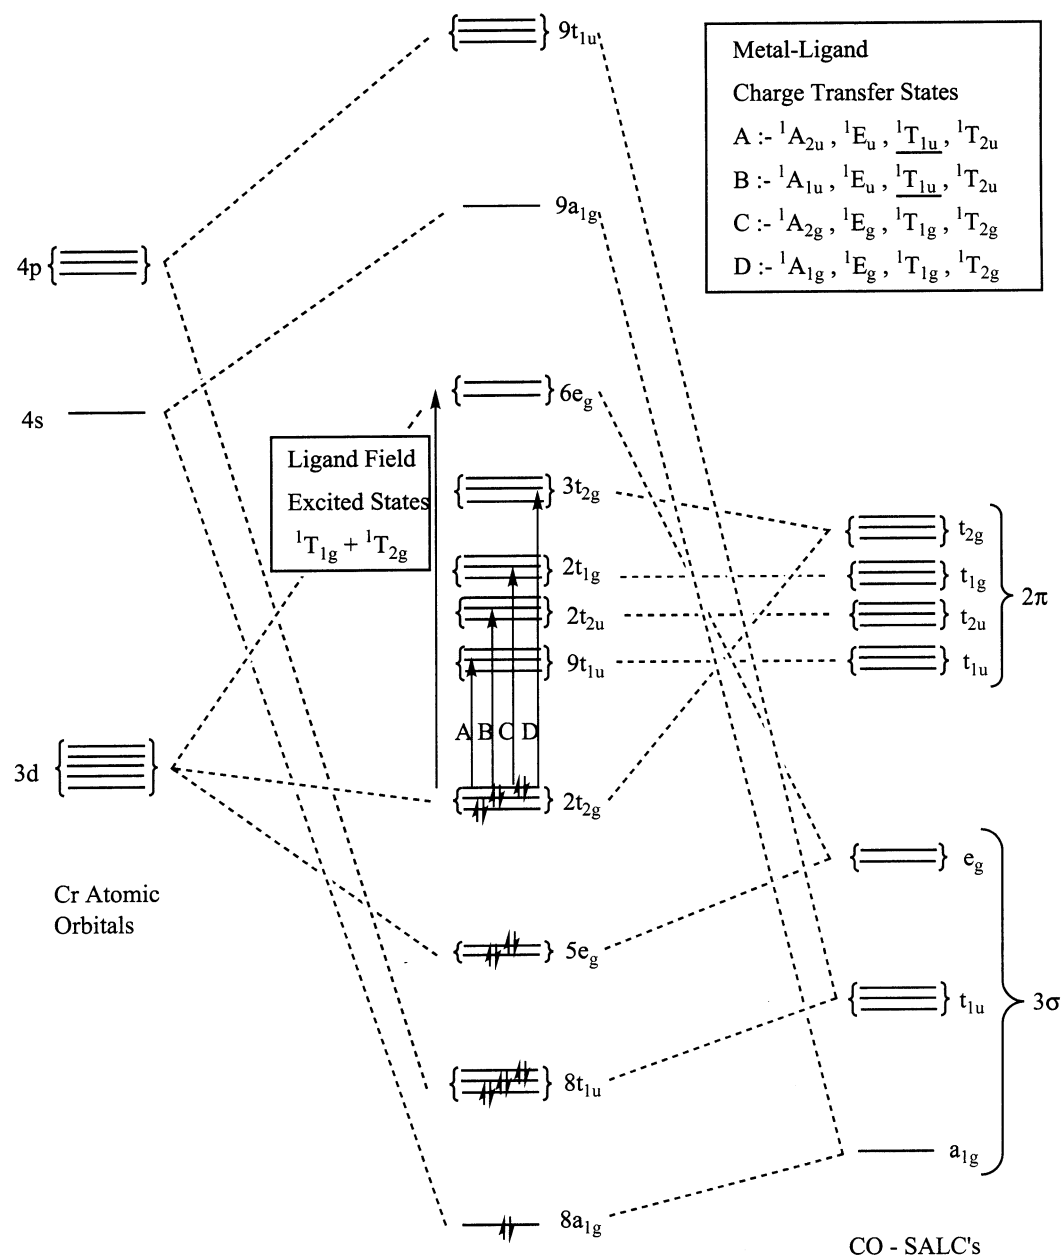 9t₁ᵤ
Metal-Ligand
Charge Transfer States
A :- ¹A₂ᵤ , ¹Eᵤ , ¹T₁ᵤ , ¹T₂ᵤ
B :- ¹A₁ᵤ , ¹Eᵤ , ¹T₁ᵤ , ¹T₂ᵤ
C :- ¹A₂g , ¹Eg , ¹T₁g , ¹T₂g
D :- ¹A₁g , ¹Eg , ¹T₁g , ¹T₂g
9a₁g
4p
6eg
4s
Ligand Field
Excited States
¹T₁g + ¹T₂g
3t₂g
t₂g
2t₁g
t₁g
2π
2t₂ᵤ
t₂ᵤ
9t₁ᵤ
t₁ᵤ
A B C D
3d
2t₂g
eg
Cr Atomic
Orbitals
5eg
t₁ᵤ
3σ
8t₁ᵤ
a₁g
8a₁g
CO - SALC's